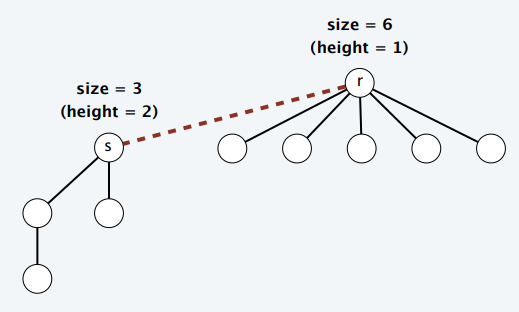 size = 6
(height = 1)
r
size = 3
(height = 2)
s